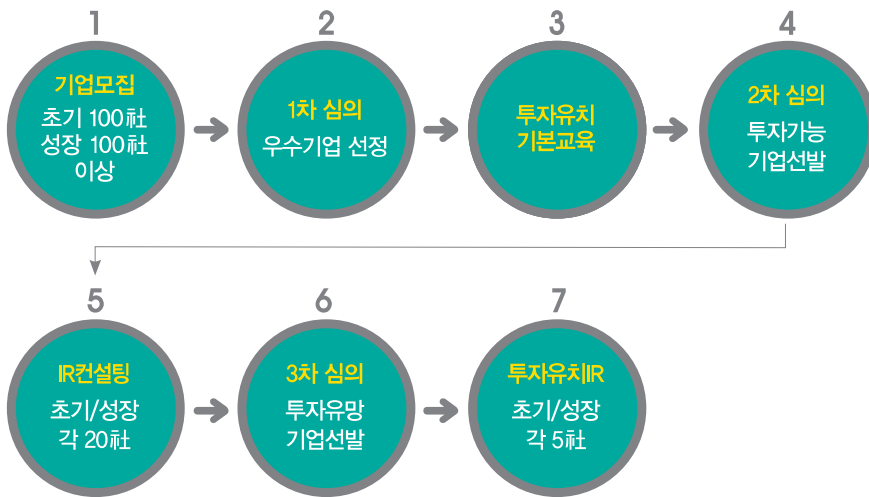 1
기업모집
초기 100社
성장 100社
이상
2
1차 심의
우수기업 선정
3
투자유치
기본교육
4
2차 심의
투자가능
기업선발
5
IR컨설팅
초기/성장
각 20社
6
3차 심의
투자유망
기업선발
7
투자유치IR
초기/성장
각 5社